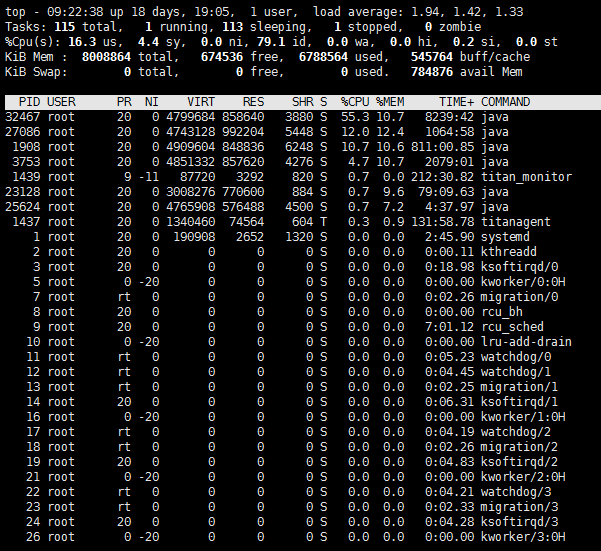 top - 09:22:38 up 18 days, 19:05,  1 user,  load average: 1.94, 1.42, 1.33
Tasks: 115 total,   1 running, 113 sleeping,   1 stopped,   0 zombie
%Cpu(s): 16.3 us,  4.4 sy,  0.0 ni, 79.1 id,  0.0 wa,  0.0 hi,  0.2 si,  0.0 st
KiB Mem :  8008864 total,   674536 free,  6788564 used,   545764 buff/cache
KiB Swap:        0 total,        0 free,        0 used.   784876 avail Mem
PID USER      PR  NI    VIRT    RES    SHR S  %CPU %MEM     TIME+ COMMAND
32467 root      20   0 4799684 858640   3880 S  55.3 10.7   8239:42 java
27086 root      20   0 4743128 992204   5448 S  12.0 12.4   1064:58 java
1908 root      20   0 4909604 848836   6248 S  10.7 10.6 811:00.85 java
3753 root      20   0 4851332 857620   4276 S   4.7 10.7   2079:01 java
1439 root       9 -11   87720   3292    820 S   0.7  0.0 212:30.82 titan_monitor
23128 root      20   0 3008276 770600    884 S   0.7  9.6  79:09.63 java
25624 root      20   0 4765908 576488   4500 S   0.7  7.2   4:37.97 java
1437 root      20   0 1340460  74564    604 T   0.3  0.9 131:58.78 titanagent
1 root      20   0  190908   2652   1320 S   0.0  0.0   2:45.90 systemd
2 root      20   0       0      0      0 S   0.0  0.0   0:00.11 kthreadd
3 root      20   0       0      0      0 S   0.0  0.0   0:18.98 ksoftirqd/0
5 root       0 -20       0      0      0 S   0.0  0.0   0:00.00 kworker/0:0H
7 root      rt   0       0      0      0 S   0.0  0.0   0:02.26 migration/0
8 root      20   0       0      0      0 S   0.0  0.0   0:00.00 rcu_bh
9 root      20   0       0      0      0 S   0.0  0.0   7:01.12 rcu_sched
10 root       0 -20       0      0      0 S   0.0  0.0   0:00.00 lru-add-drain
11 root      rt   0       0      0      0 S   0.0  0.0   0:05.23 watchdog/0
12 root      rt   0       0      0      0 S   0.0  0.0   0:04.45 watchdog/1
13 root      rt   0       0      0      0 S   0.0  0.0   0:02.25 migration/1
14 root      20   0       0      0      0 S   0.0  0.0   0:06.31 ksoftirqd/1
16 root       0 -20       0      0      0 S   0.0  0.0   0:00.00 kworker/1:0H
17 root      rt   0       0      0      0 S   0.0  0.0   0:04.19 watchdog/2
18 root      rt   0       0      0      0 S   0.0  0.0   0:02.26 migration/2
19 root      20   0       0      0      0 S   0.0  0.0   0:04.83 ksoftirqd/2
21 root       0 -20       0      0      0 S   0.0  0.0   0:00.00 kworker/2:0H
22 root      rt   0       0      0      0 S   0.0  0.0   0:04.21 watchdog/3
23 root      rt   0       0      0      0 S   0.0  0.0   0:02.33 migration/3
24 root      20   0       0      0      0 S   0.0  0.0   0:04.28 ksoftirqd/3
26 root       0 -20       0      0      0 S   0.0  0.0   0:00.00 kworker/3:0H